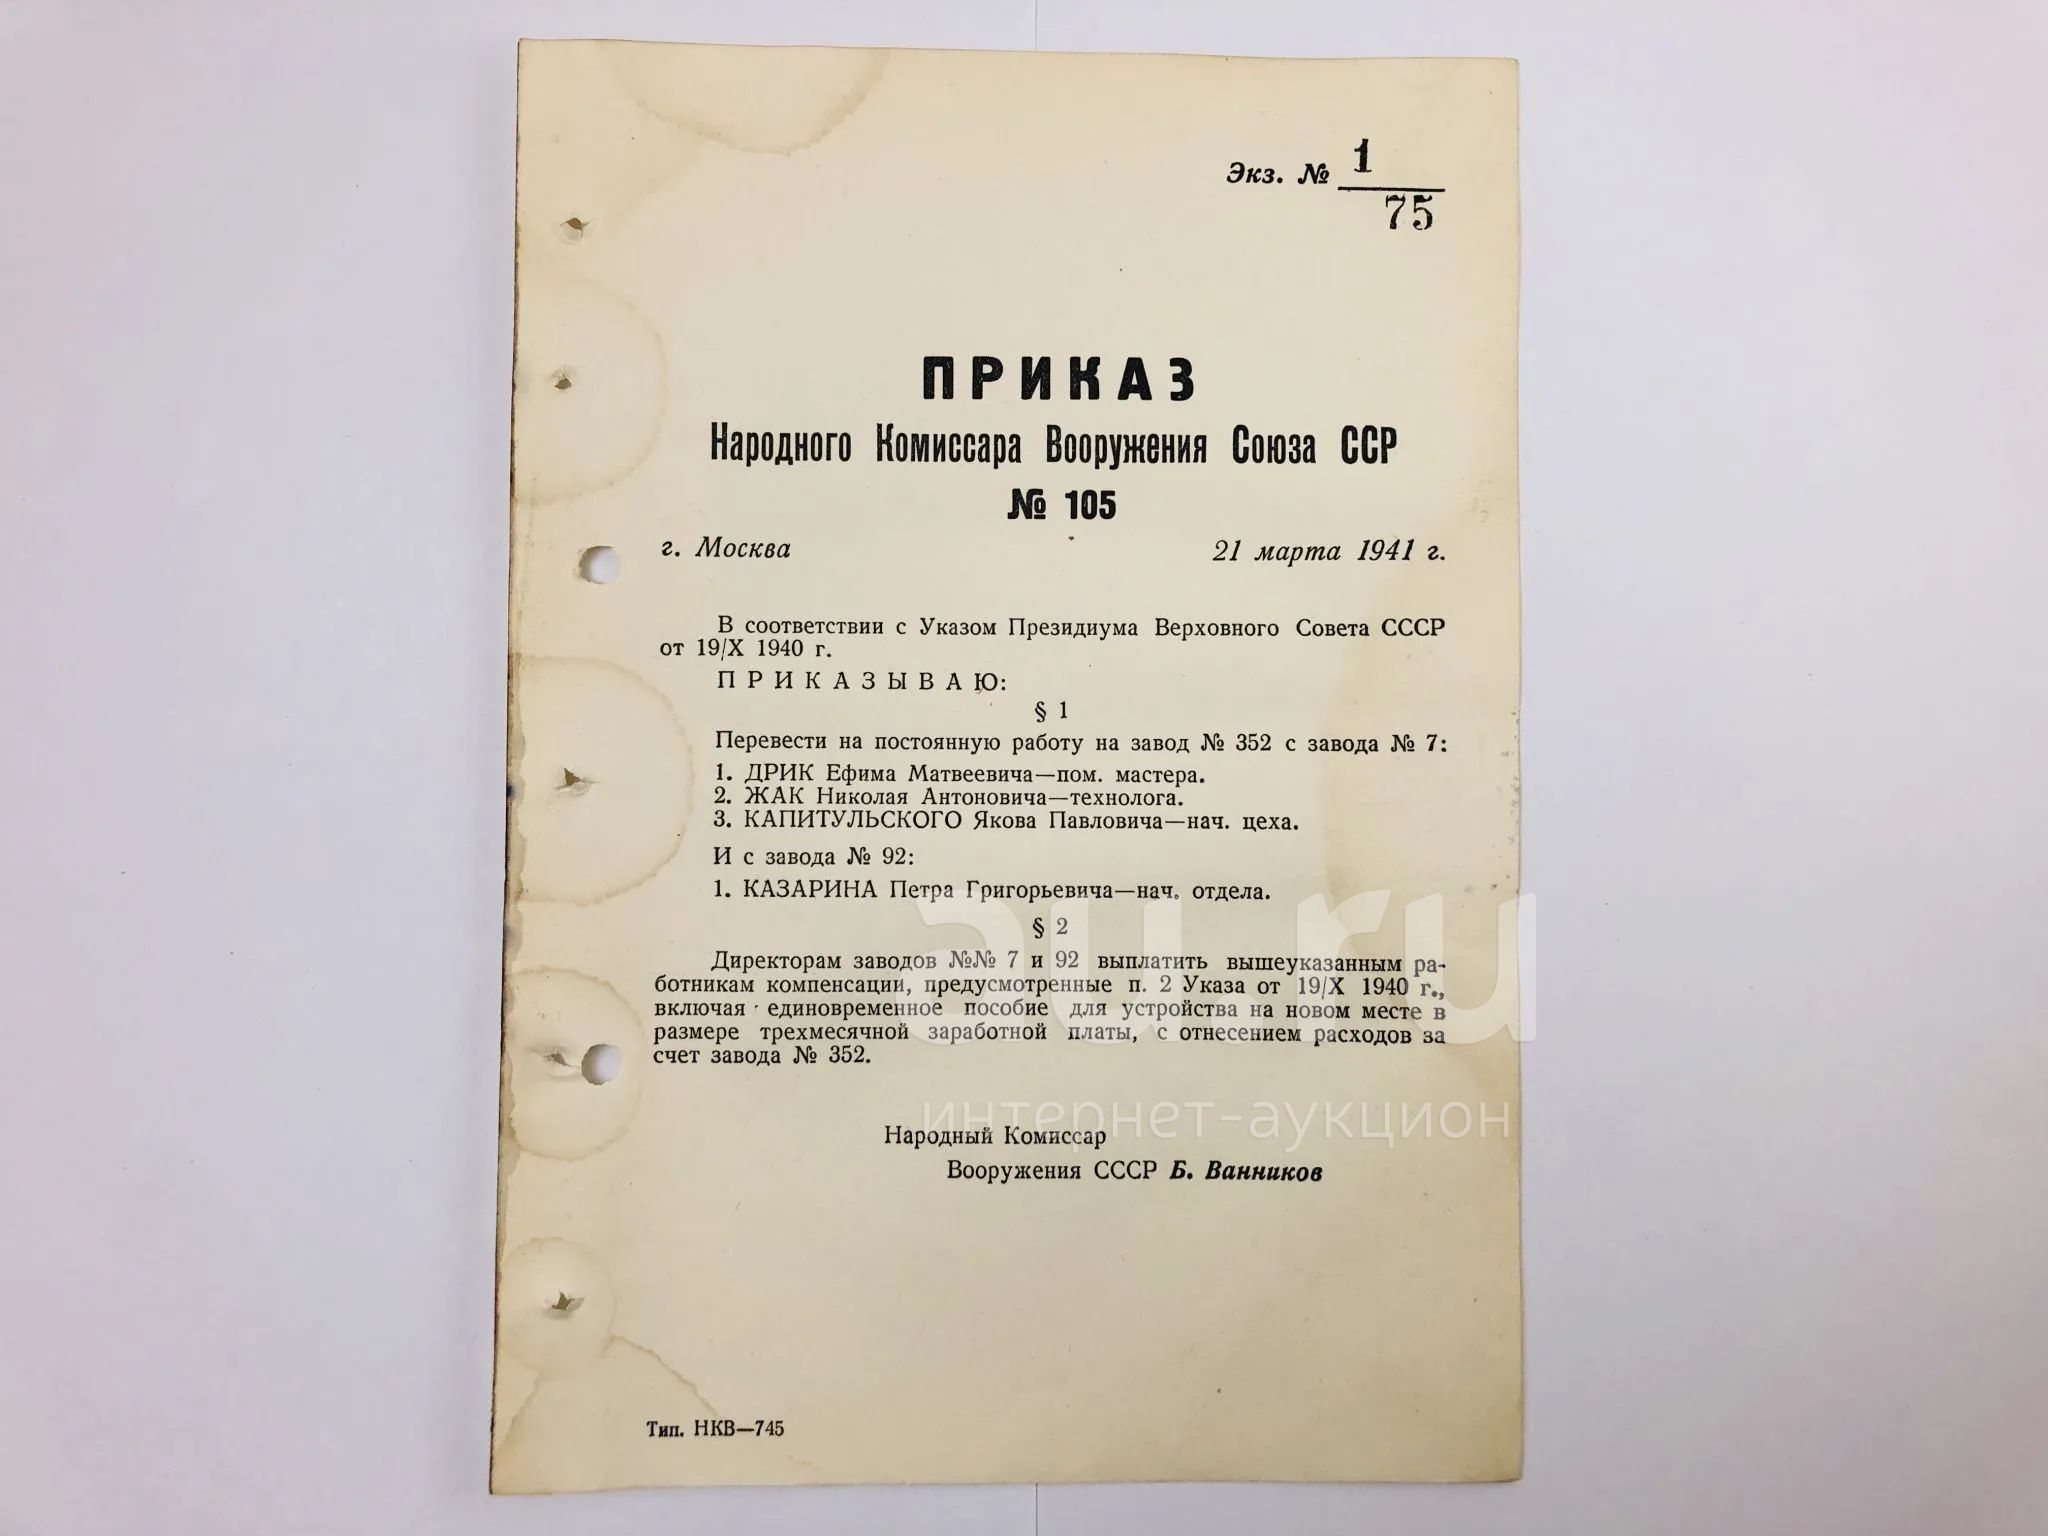 Экз. № 1
75
ПРИКАЗ
Народного Комиссара Вооружения Союза ССР
№ 105
г. Москва 21 марта 1941 г.
В соответствии с Указом Президиума Верховного Совета СССР
от 19/X 1940 г.
ПРИКАЗЫВАЮ:
§ 1
Перевести на постоянную работу на завод № 352 с завода № 7:
1. ДРИК Ефима Матвеевича—пом. мастера.
2. ЖАК Николая Антоновича—технолога.
3. КАПИТУЛЬСКОГО Якова Павловича—нач. цеха.
И с завода № 92:
1. КАЗАРИНА Петра Григорьевича—нач. отдела.
§ 2
Директорам заводов №№ 7 и 92 выплатить вышеуказанным ра-
ботникам компенсации, предусмотренные п. 2 Указа от 19/X 1940 г.,
включая единовременное пособие для устройства на новом месте в
размере трехмесячной заработной платы, с отнесением расходов за
счет завода № 352.
Народный Комиссар
Вооружения СССР Б. Ванников
Тип. НКВ—745
au.ru
интернет-аукцион